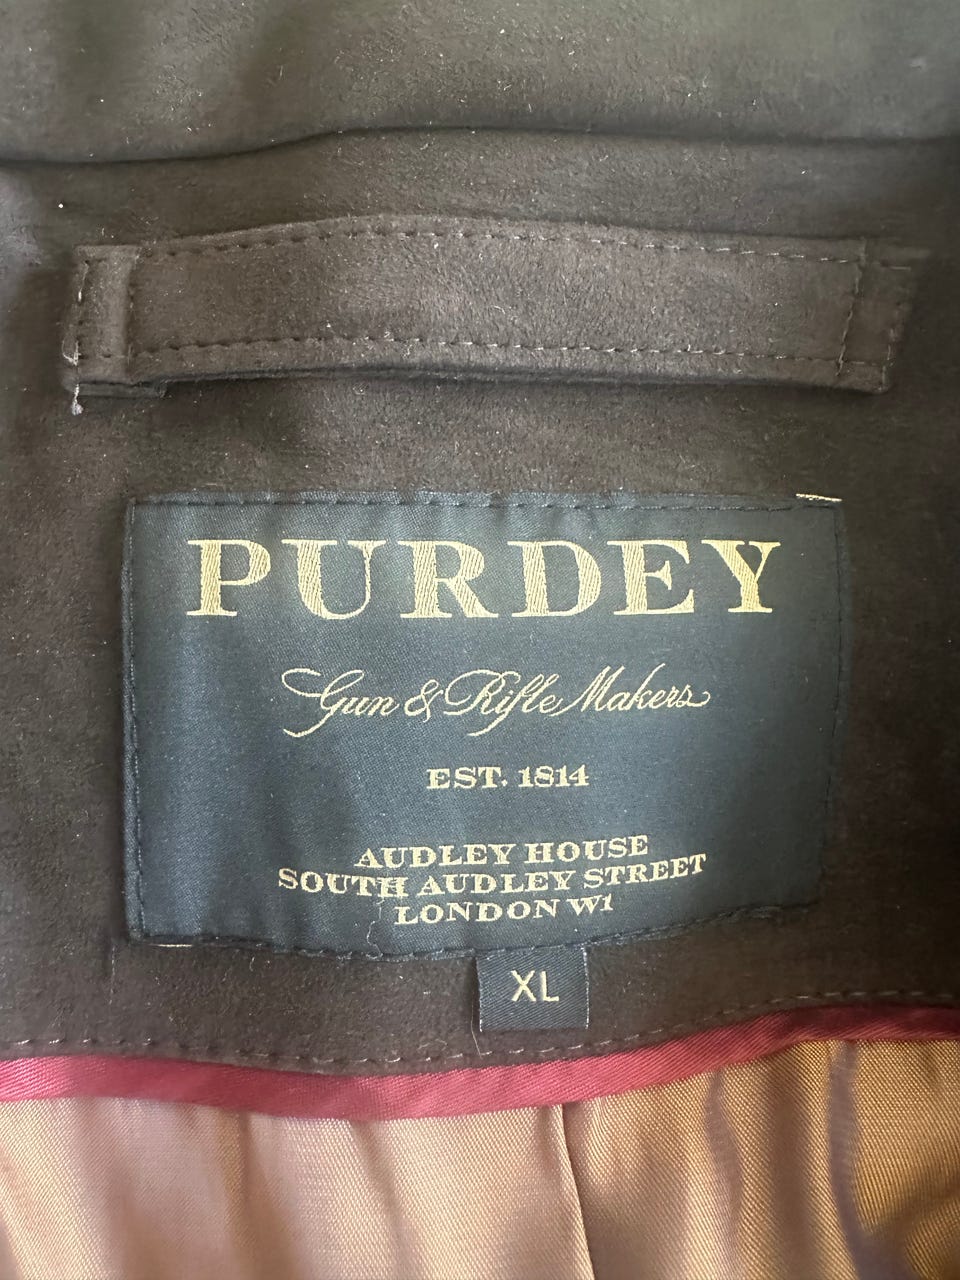 PURDEY
Gun & Rifle Makers
EST. 1814
AUDLEY HOUSE
SOUTH AUDLEY STREET
LONDON W1
XL